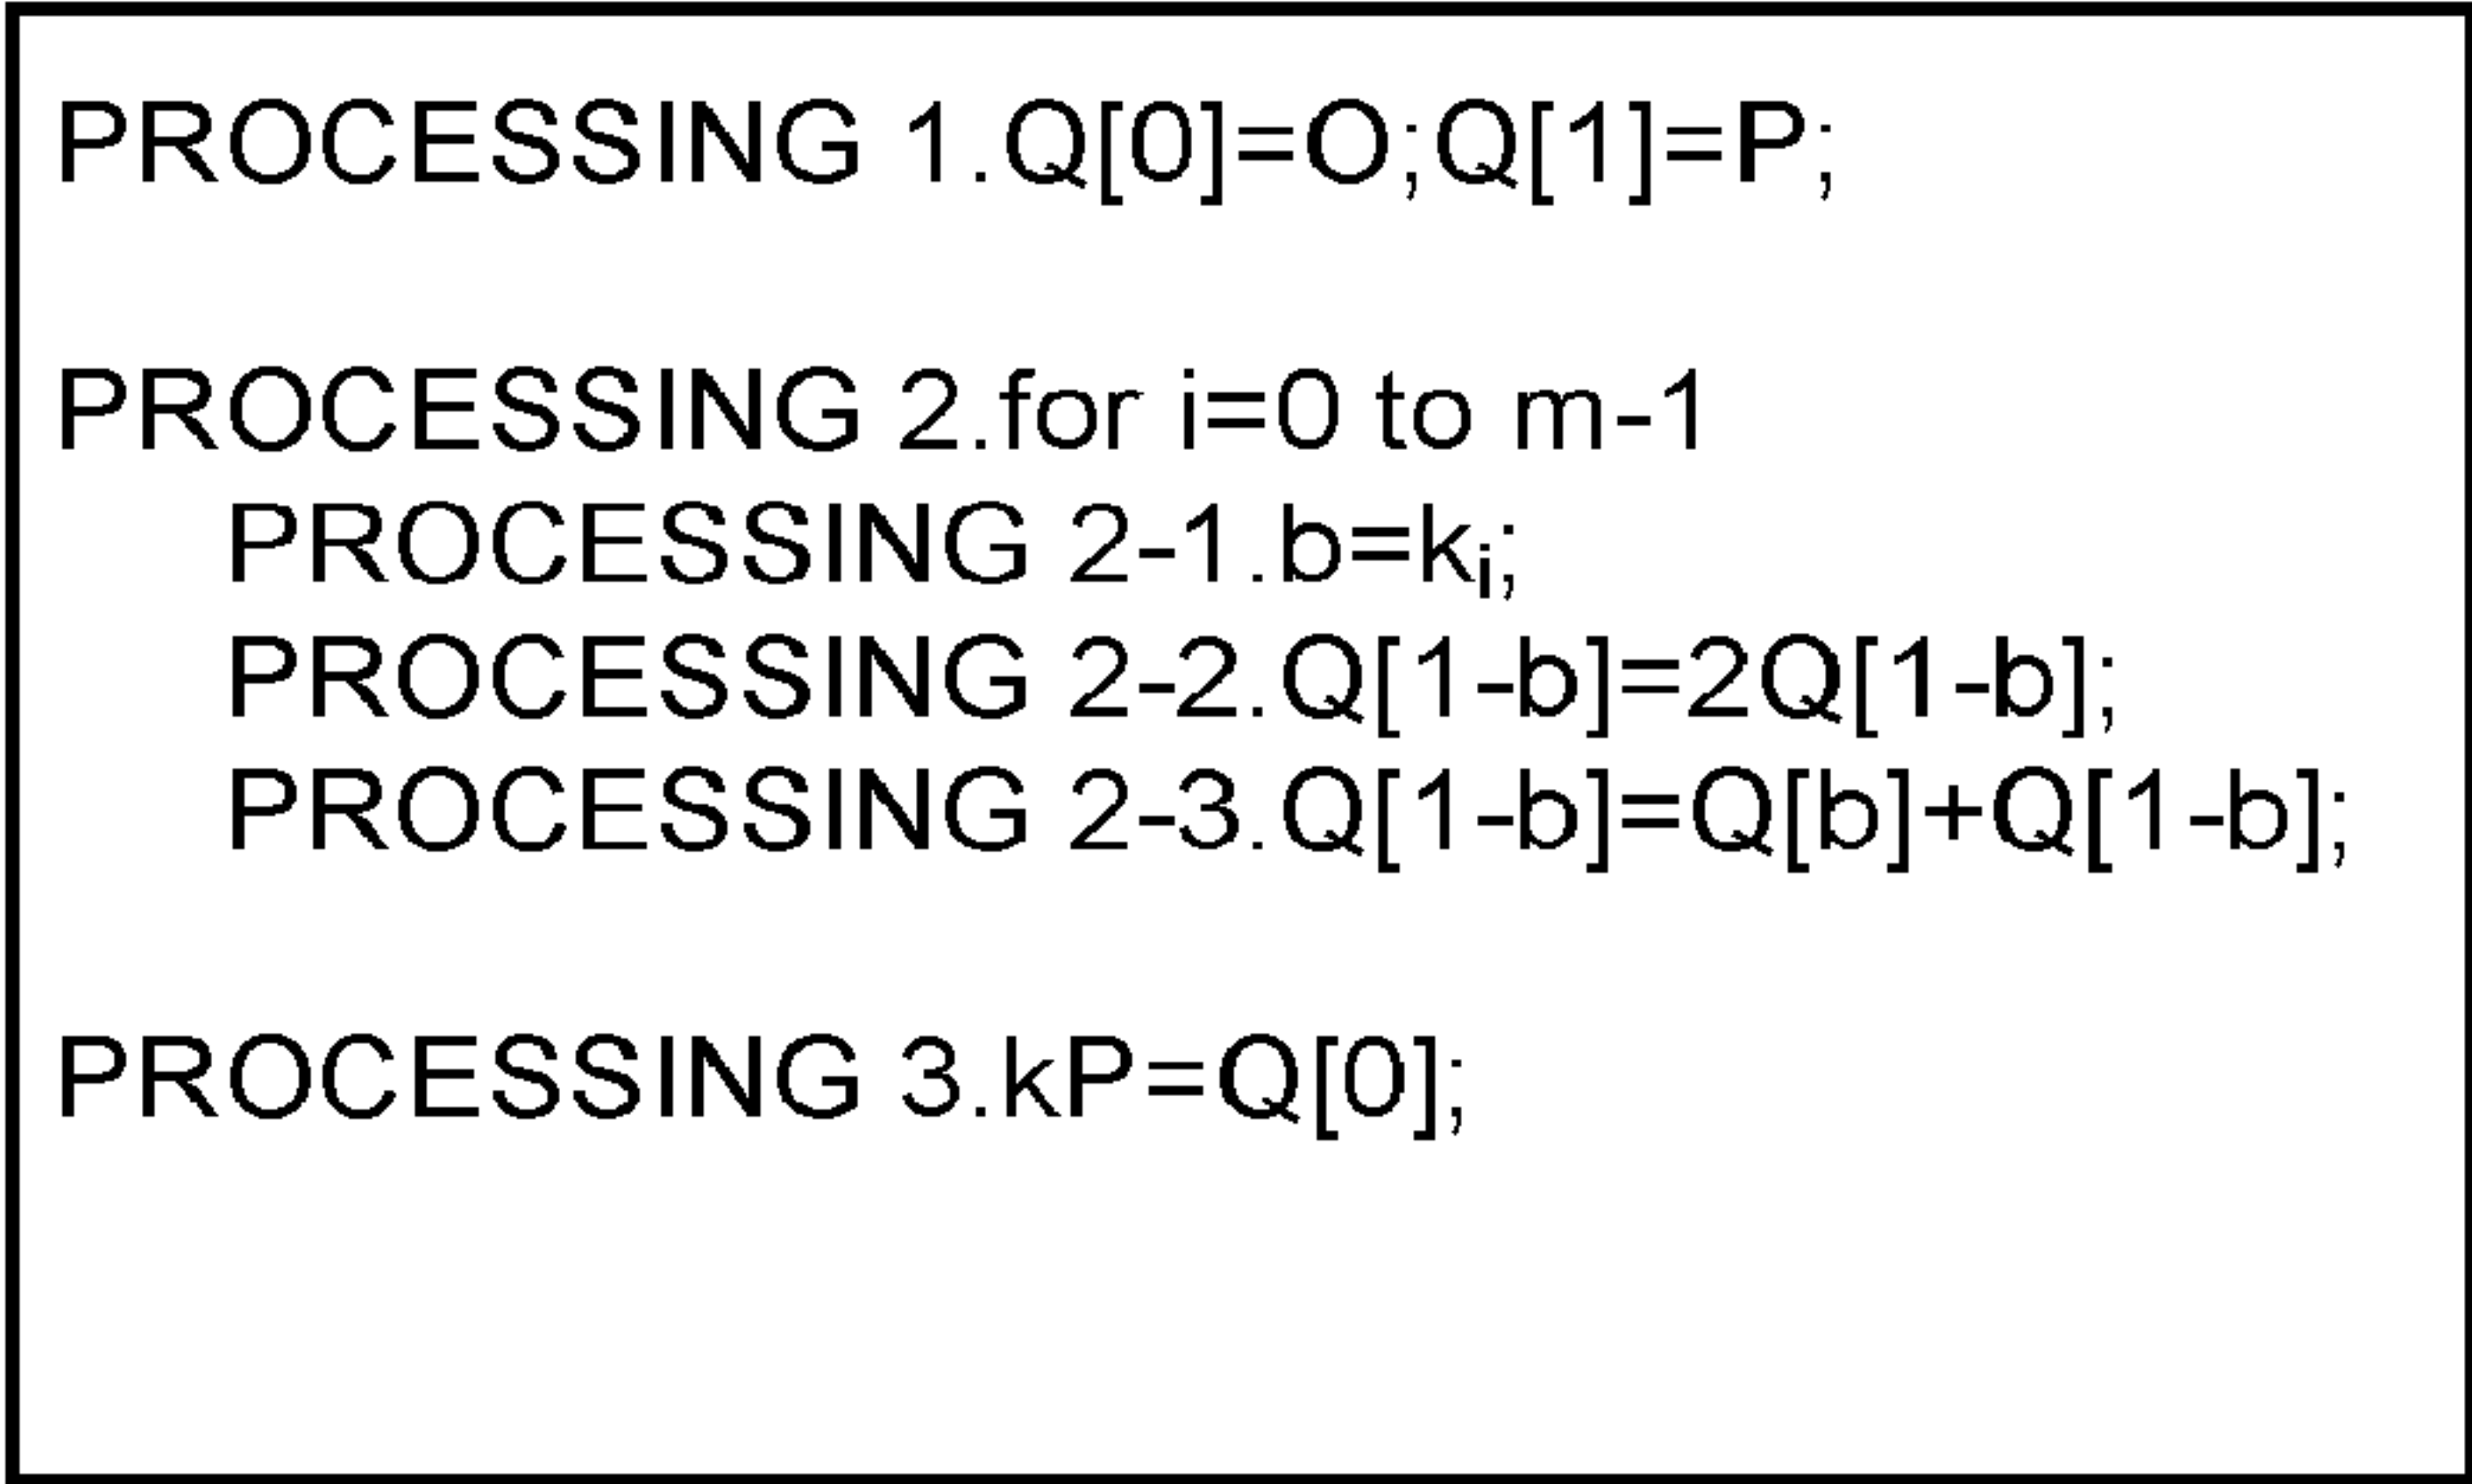 PROCESSING 1.Q[0]=O;Q[1]=P;
PROCESSING 2.for i=0 to m-1
PROCESSING 2-1.b=kᵢ;
PROCESSING 2-2.Q[1-b]=2Q[1-b];
PROCESSING 2-3.Q[1-b]=Q[b]+Q[1-b];
PROCESSING 3.kP=Q[0];